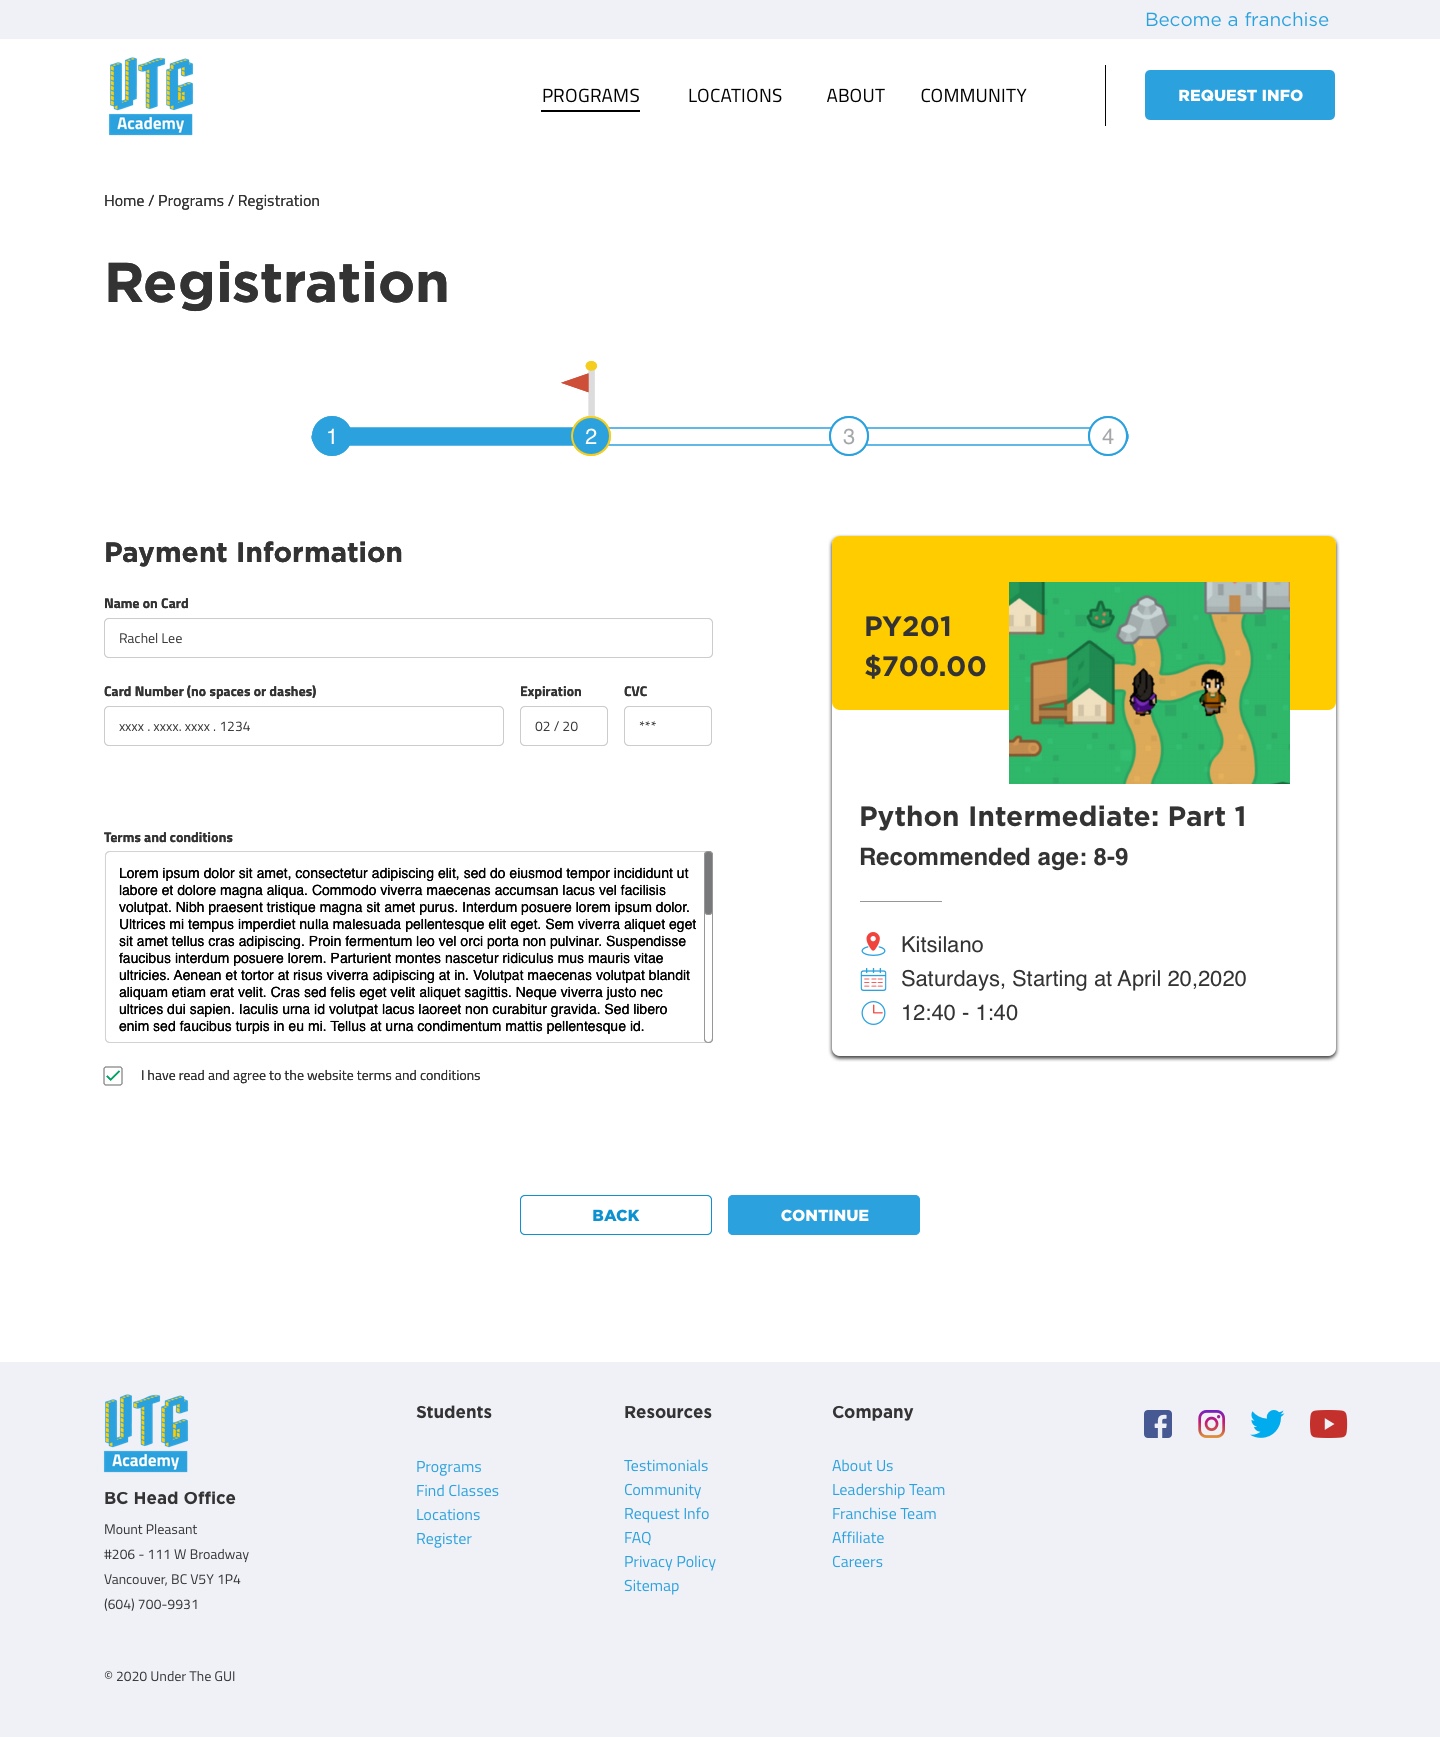 Become a franchise
UTG
Academy
PROGRAMS
LOCATIONS
ABOUT
COMMUNITY
REQUEST INFO
Home / Programs / Registration
Registration
1
2
3
4
Payment Information
Name on Card
Rachel Lee
Card Number (no spaces or dashes)
Expiration
CVC
xxxx . xxxx. xxxx . 1234
02 / 20
***
Terms and conditions
Lorem ipsum dolor sit amet, consectetur adipiscing elit, sed do eiusmod tempor incididunt ut
labore et dolore magna aliqua. Commodo viverra maecenas accumsan lacus vel facilisis
volutpat. Nibh praesent tristique magna sit amet purus. Interdum posuere lorem ipsum dolor.
Ultrices mi tempus imperdiet nulla malesuada pellentesque elit eget. Sem viverra aliquet eget
sit amet tellus cras adipiscing. Proin fermentum leo vel orci porta non pulvinar. Suspendisse
faucibus interdum posuere lorem. Parturient montes nascetur ridiculus mus mauris vitae
ultricies. Aenean et tortor at risus viverra adipiscing at in. Volutpat maecenas volutpat blandit
aliquam etiam erat velit. Cras sed felis eget velit aliquet sagittis. Neque viverra justo nec
ultrices dui sapien. Iaculis urna id volutpat lacus laoreet non curabitur gravida. Sed libero
enim sed faucibus turpis in eu mi. Tellus at urna condimentum mattis pellentesque id.
I have read and agree to the website terms and conditions
PY201
$700.00
Python Intermediate: Part 1
Recommended age: 8-9
Kitsilano
Saturdays, Starting at April 20,2020
12:40 - 1:40
BACK
CONTINUE
UTG
Academy
BC Head Office
Mount Pleasant
#206 - 111 W Broadway
Vancouver, BC V5Y 1P4
(604) 700-9931
© 2020 Under The GUI
Students
Programs
Find Classes
Locations
Register
Resources
Testimonials
Community
Request Info
FAQ
Privacy Policy
Sitemap
Company
About Us
Leadership Team
Franchise Team
Affiliate
Careers